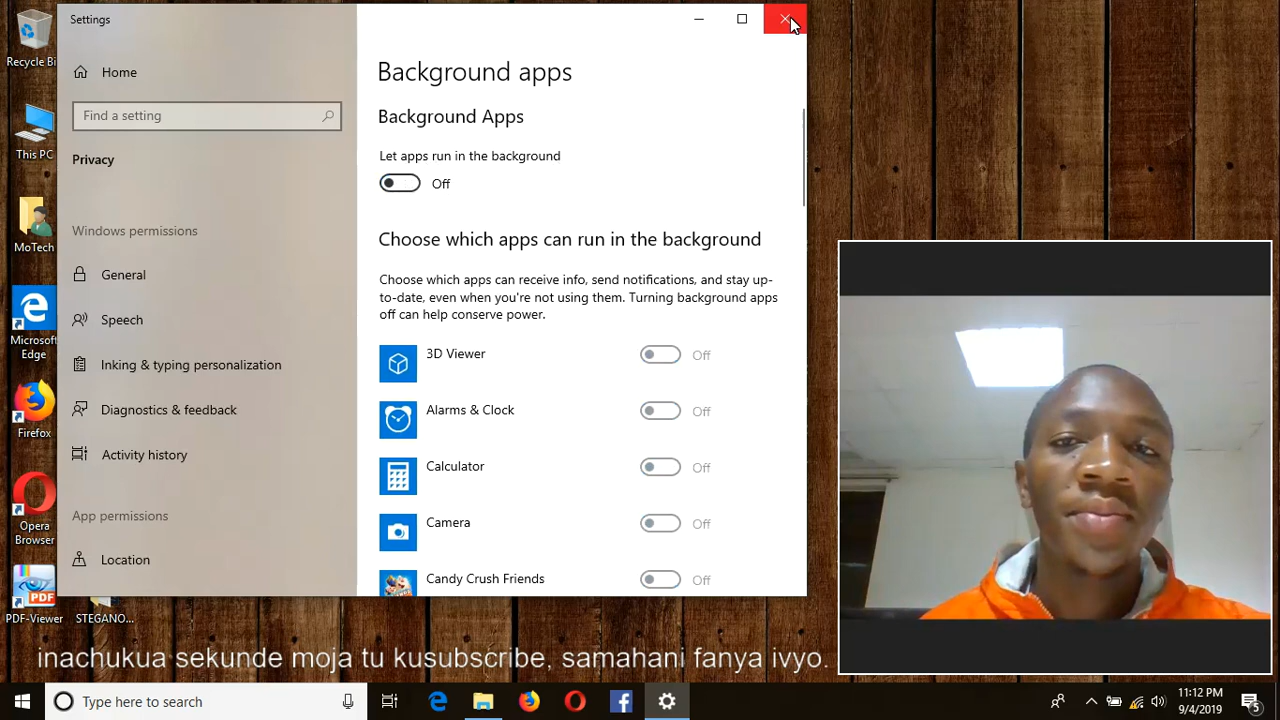 Recycle Bi
This PC
MoTech
Microsoft
Edge
Firefox
Opera
Browser
PDF
PDF-Viewer
STEGANO...
Settings
Home
Find a setting
Privacy
Windows permissions
General
Speech
Inking & typing personalization
Diagnostics & feedback
Activity history
App permissions
Location
Background apps
Background Apps
Let apps run in the background
Off
Choose which apps can run in the background
Choose which apps can receive info, send notifications, and stay up-
to-date, even when you're not using them. Turning background apps
off can help conserve power.
3D Viewer Off
Alarms & Clock Off
Calculator Off
Camera Off
Candy Crush Friends Off
inachukua sekunde moja tu kusubscribe, samahani fanya ivyo.
Type here to search
11:12 PM
9/4/2019
5